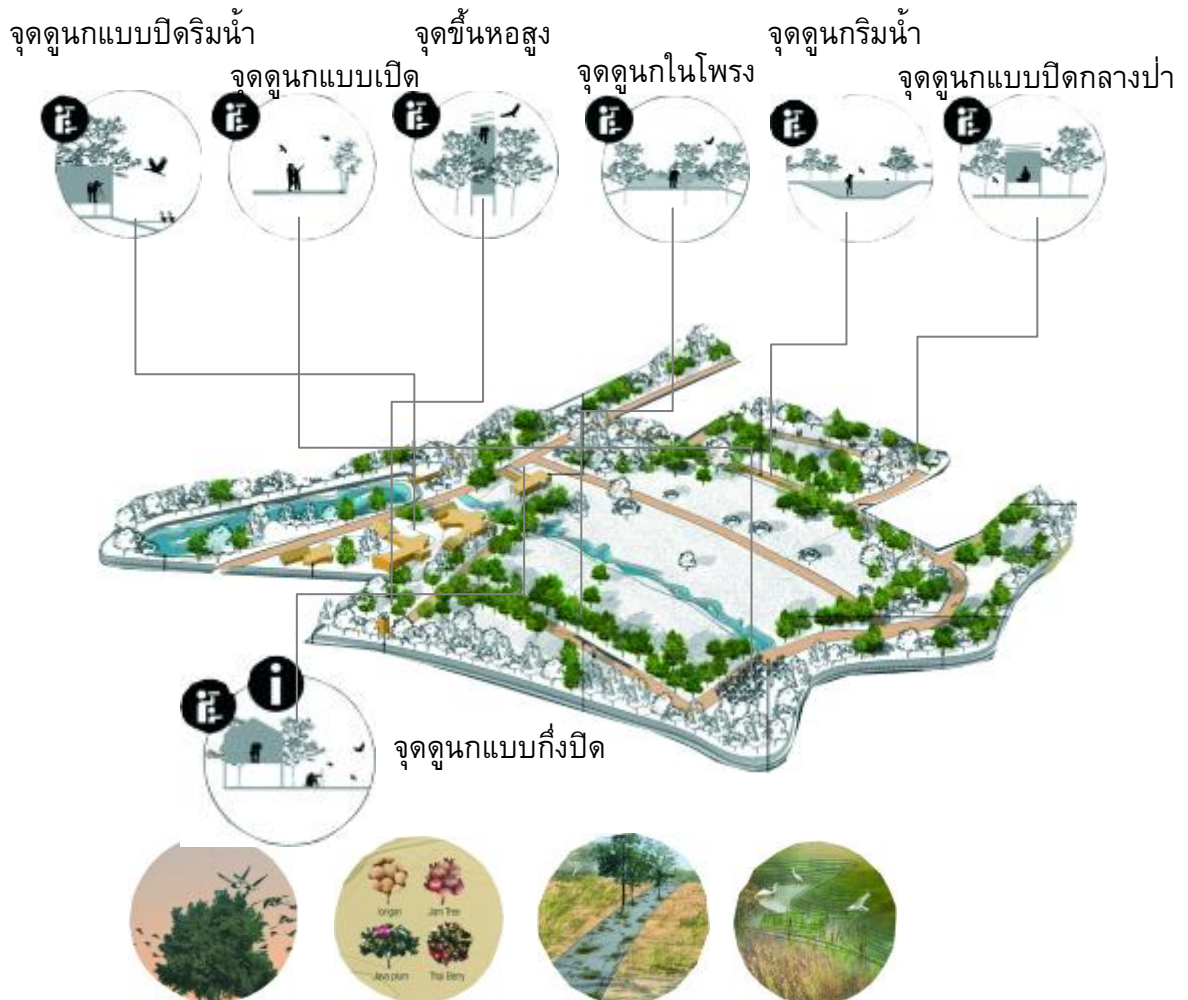 จุดดูนกแบบปิดริมน้ำ
จุดดูนกแบบเปิด
จุดขึ้นหอสูง
จุดดูนกในโพรง
จุดดูนกริมน้ำ
จุดดูนกแบบปิดกลางป่า
จุดดูนกแบบกึ่งปิด
longan
Jam Tree
Java plum
Thai Berry